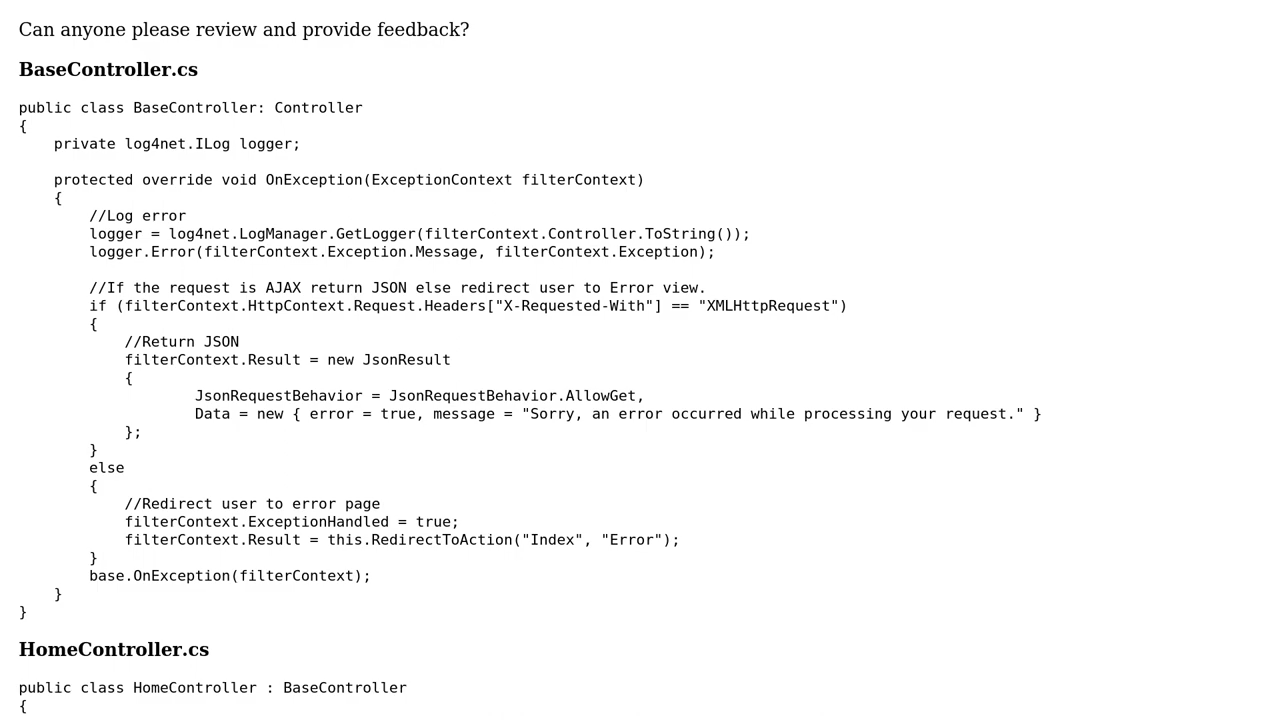 Can anyone please review and provide feedback?
BaseController.cs
public class BaseController: Controller
{
    private log4net.ILog logger;

    protected override void OnException(ExceptionContext filterContext)
    {
        //Log error
        logger = log4net.LogManager.GetLogger(filterContext.Controller.ToString());
        logger.Error(filterContext.Exception.Message, filterContext.Exception);

        //If the request is AJAX return JSON else redirect user to Error view.
        if (filterContext.HttpContext.Request.Headers["X-Requested-With"] == "XMLHttpRequest")
        {
            //Return JSON
            filterContext.Result = new JsonResult
            {
                    JsonRequestBehavior = JsonRequestBehavior.AllowGet,
                    Data = new { error = true, message = "Sorry, an error occurred while processing your request." }
            };
        }
        else
        {
            //Redirect user to error page
            filterContext.ExceptionHandled = true;
            filterContext.Result = this.RedirectToAction("Index", "Error");
        }
        base.OnException(filterContext);
    }
}
HomeController.cs
public class HomeController : BaseController
{